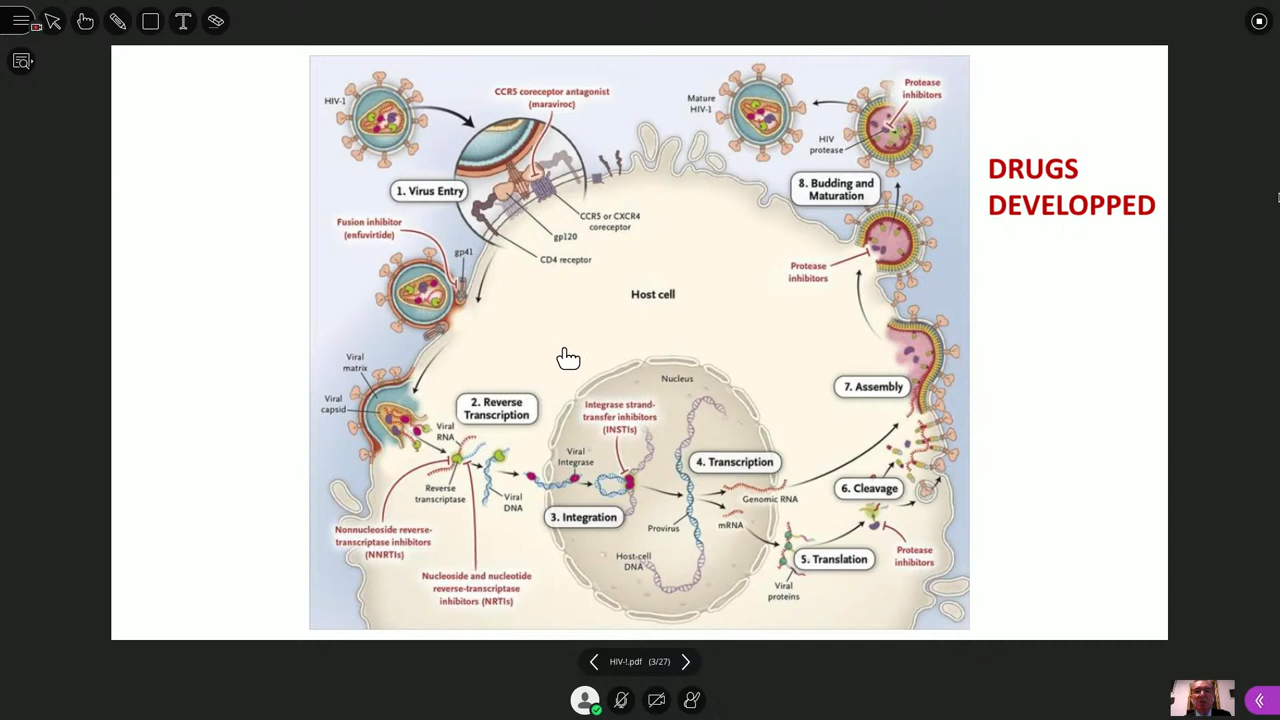 DRUGS
DEVELOPPED
HIV-1
CCR5 coreceptor antagonist
(maraviroc)
1. Virus Entry
CCR5 or CXCR4
coreceptor
gp120
CD4 receptor
Fusion inhibitor
(enfuvirtide)
gp41
Host cell
Mature
HIV-1
Protease
inhibitors
HIV
protease
8. Budding and
Maturation
Protease
inhibitors
Viral
matrix
Viral
capsid
2. Reverse
Transcription
Viral
RNA
Reverse
transcriptase
Viral
DNA
Nonnucleoside reverse-
transcriptase inhibitors
(NNRTIs)
Nucleoside and nucleotide
reverse-transcriptase
inhibitors (NRTIs)
Nucleus
Integrase strand-
transfer inhibitors
(INSTIs)
Viral
Integrase
3. Integration
4. Transcription
Genomic RNA
Provirus
mRNA
Host-cell
DNA
5. Translation
Viral
proteins
6. Cleavage
Protease
inhibitors
7. Assembly
HIV-!.pdf (3/27)
T